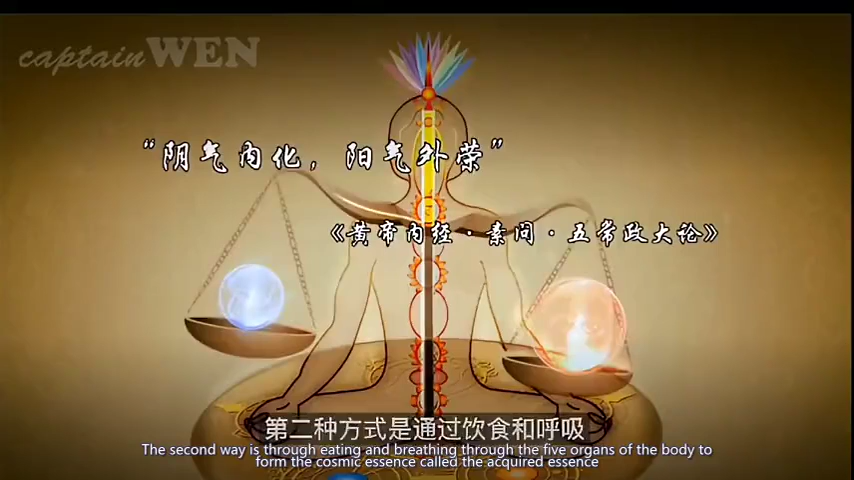 captain WEN
“阴气内化，阳气外荣”
《黄帝内经·素问·五常政大论》
第二种方式是通过饮食和呼吸
The second way is through eating and breathing through the five organs of the body to
form the cosmic essence called the acquired essence